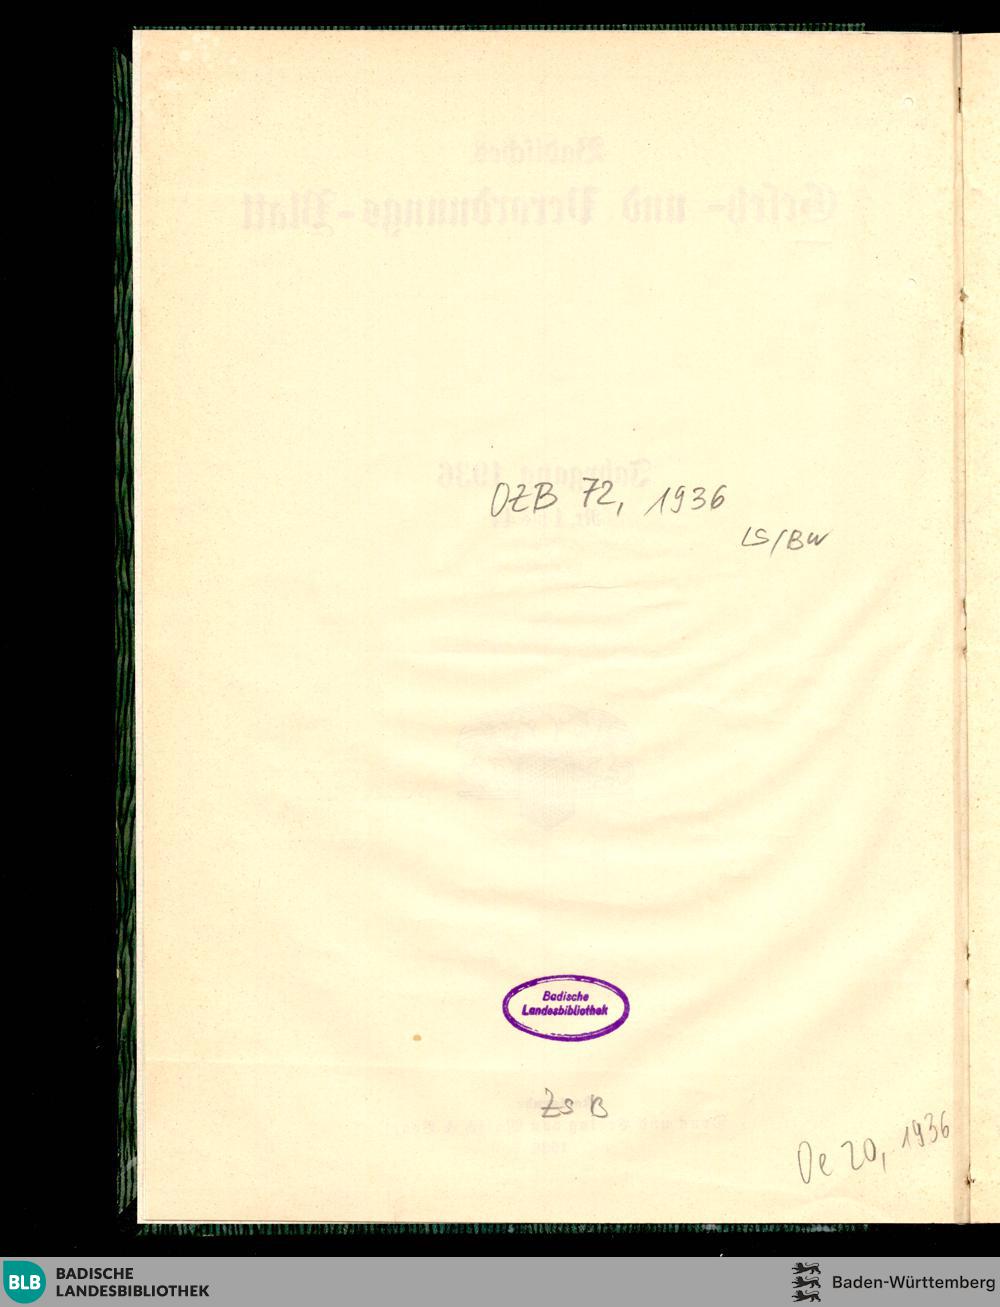 OZB 72, 1936
LS/BW
Badische
Landesbibliothek
Zs B
Oe 20, 1936
BLB
BADISCHE
LANDESBIBLIOTHEK
Baden-Württemberg